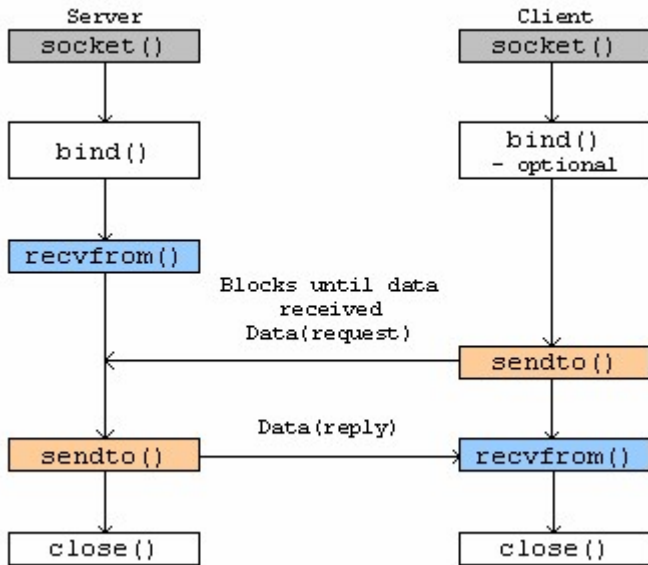 Server
Client
socket()
socket()
bind()
bind()
- optional
recvfrom()
Blocks until data
received
Data(request)
sendto()
Data(reply)
sendto()
recvfrom()
close()
close()